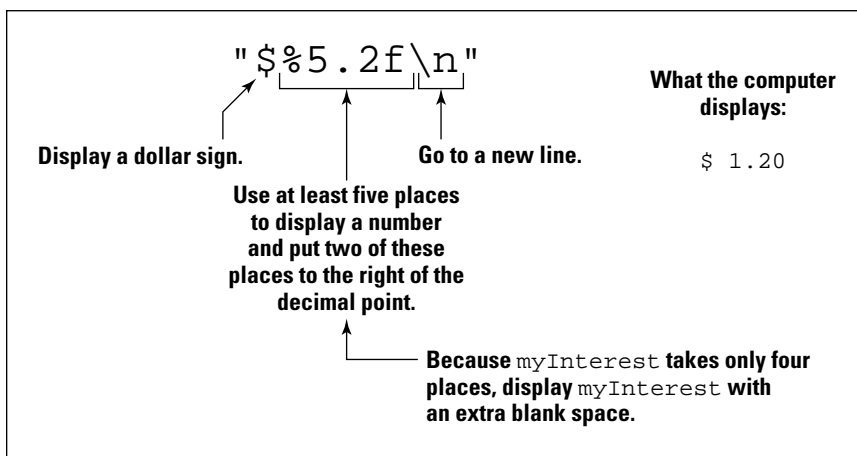 "$%5.2f\n"
What the computer
displays:
Display a dollar sign.
Go to a new line.
$ 1.20
Use at least five places
to display a number
and put two of these
places to the right of the
decimal point.
Because myInterest takes only four
places, display myInterest with
an extra blank space.